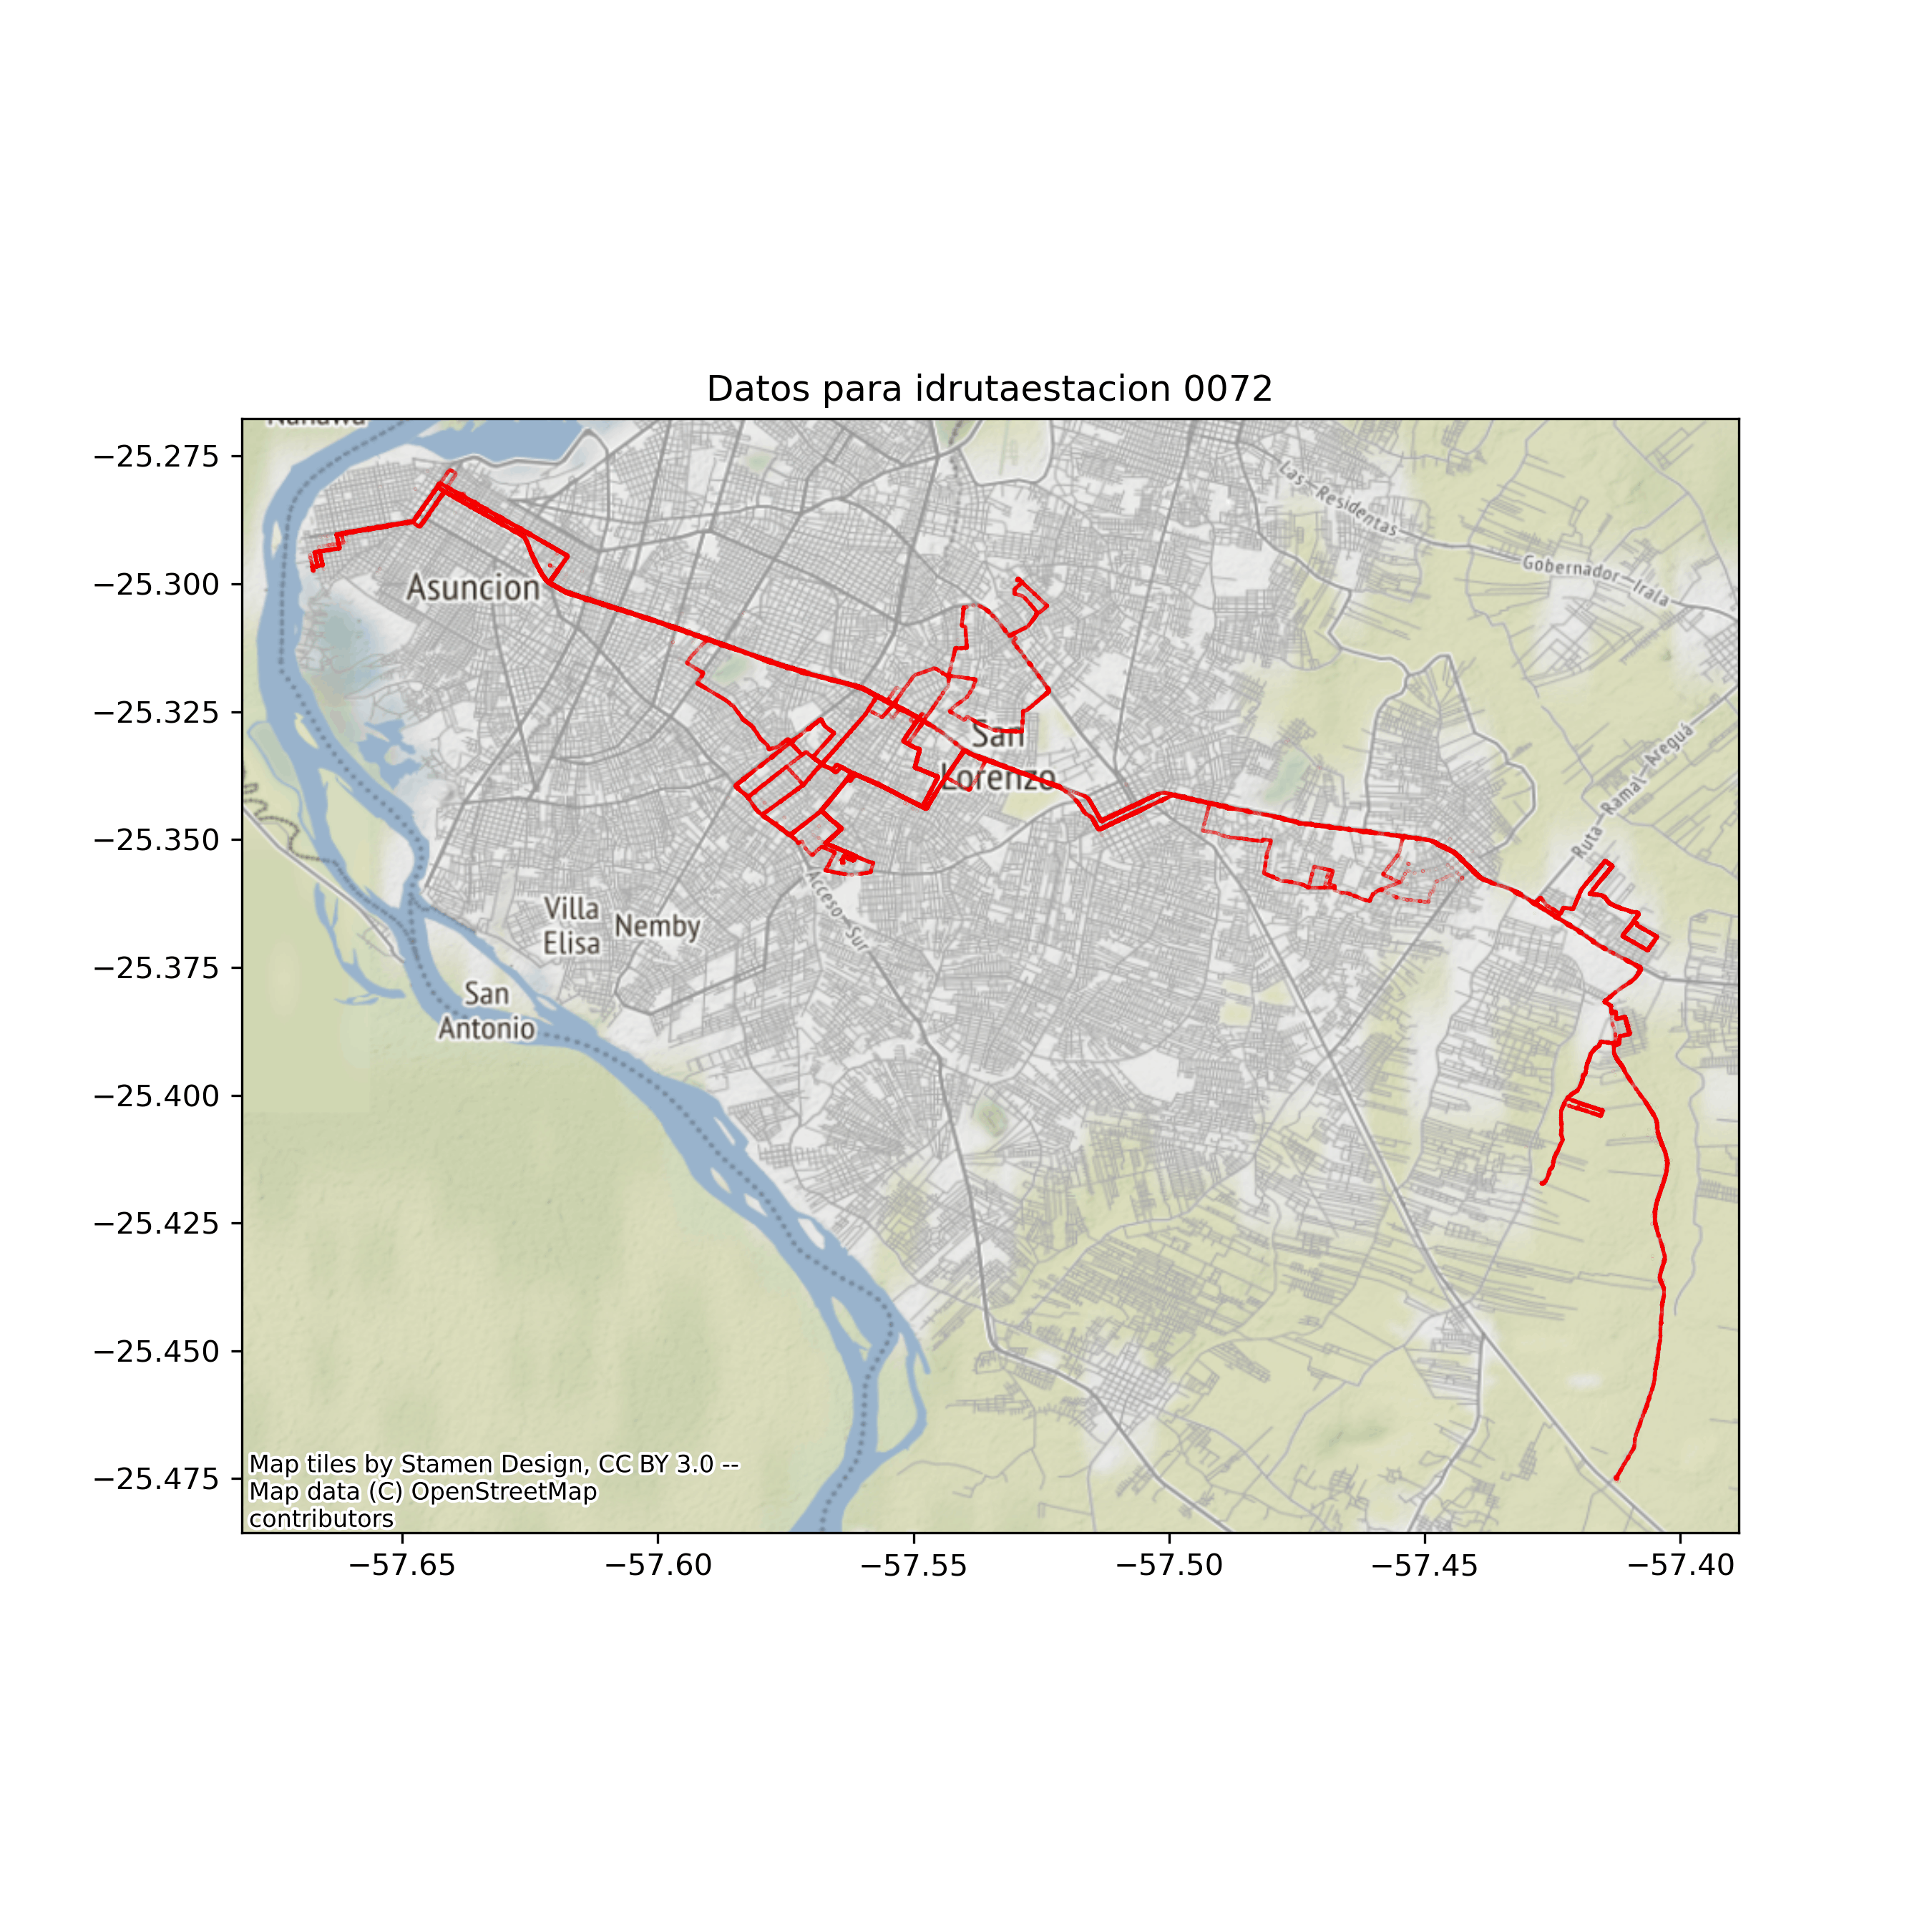 Datos para idrutaestacion 0072
−25.275
−25.300
−25.325
−25.350
−25.375
−25.400
−25.425
−25.450
−25.475
Las Residentas
Gobernador Irala
Asuncion
San
Lorenzo
Ruta Ramal Areguá
Acceso Sur
Villa
Elisa
Nemby
San
Antonio
Map tiles by Stamen Design, CC BY 3.0 --
Map data (C) OpenStreetMap
contributors
−57.65
−57.60
−57.55
−57.50
−57.45
−57.40